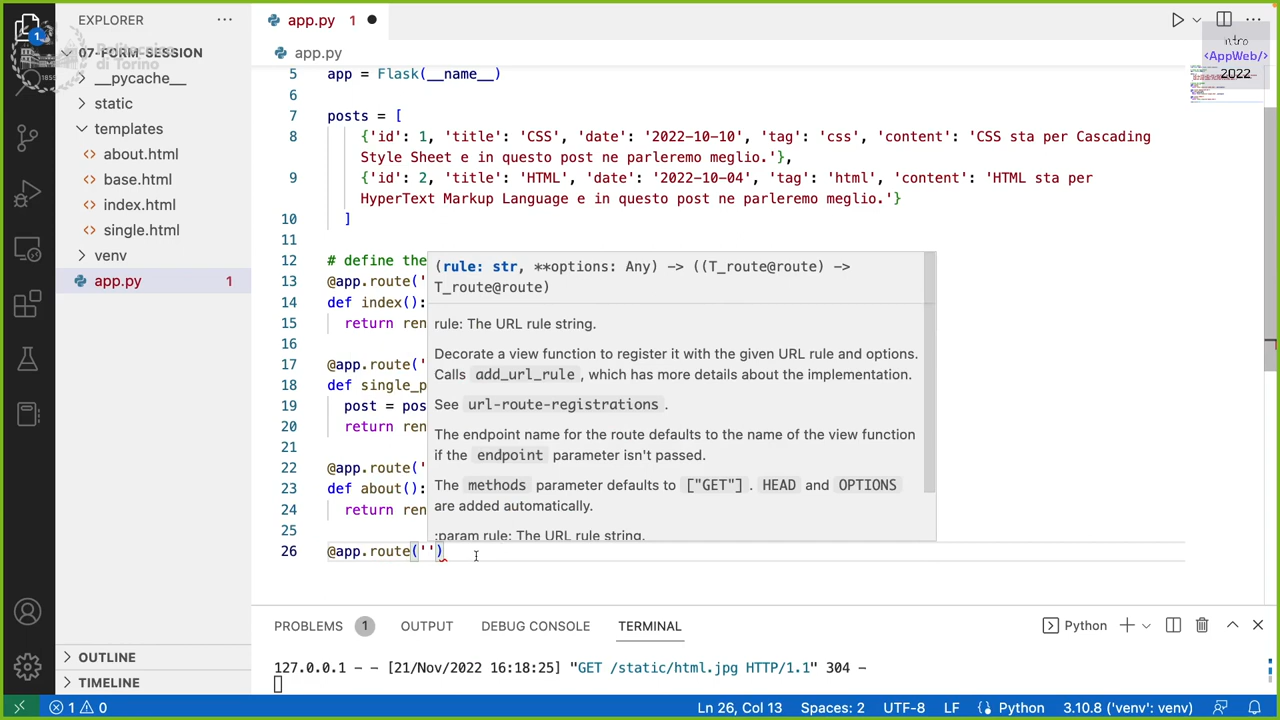 EXPLORER
app.py 1
Intro
<AppWeb/>
2022
Politecnico
di Torino
1859
1
07-FORM-SESSION
__pycache__
static
templates
about.html
base.html
index.html
single.html
venv
app.py 1
OUTLINE
TIMELINE
app.py
5 app = Flask(__name__)
6
7 posts = [
8 {'id': 1, 'title': 'CSS', 'date': '2022-10-10', 'tag': 'css', 'content': 'CSS sta per Cascading
Style Sheet e in questo post ne parleremo meglio.'},
9 {'id': 2, 'title': 'HTML', 'date': '2022-10-04', 'tag': 'html', 'content': 'HTML sta per
HyperText Markup Language e in questo post ne parleremo meglio.'}
10 ]
11
12 # define the
13 @app.route('
14 def index():
15 return ren
16
17 @app.route('
18 def single_p
19 post = pos
20 return ren
21
22 @app.route('
23 def about():
24 return ren
25
26 @app.route('')
(rule: str, **options: Any) -> ((T_route@route) ->
T_route@route)
rule: The URL rule string.
Decorate a view function to register it with the given URL rule and options.
Calls add_url_rule , which has more details about the implementation.
See url-route-registrations .
The endpoint name for the route defaults to the name of the view function
if the endpoint parameter isn't passed.
The methods parameter defaults to ["GET"] . HEAD and OPTIONS
are added automatically.
:param rule: The URL rule string.
PROBLEMS 1 OUTPUT DEBUG CONSOLE TERMINAL Python
127.0.0.1 - - [21/Nov/2022 16:18:25] "GET /static/html.jpg HTTP/1.1" 304 -
1 0 Ln 26, Col 13 Spaces: 2 UTF-8 LF Python 3.10.8 ('venv': venv)